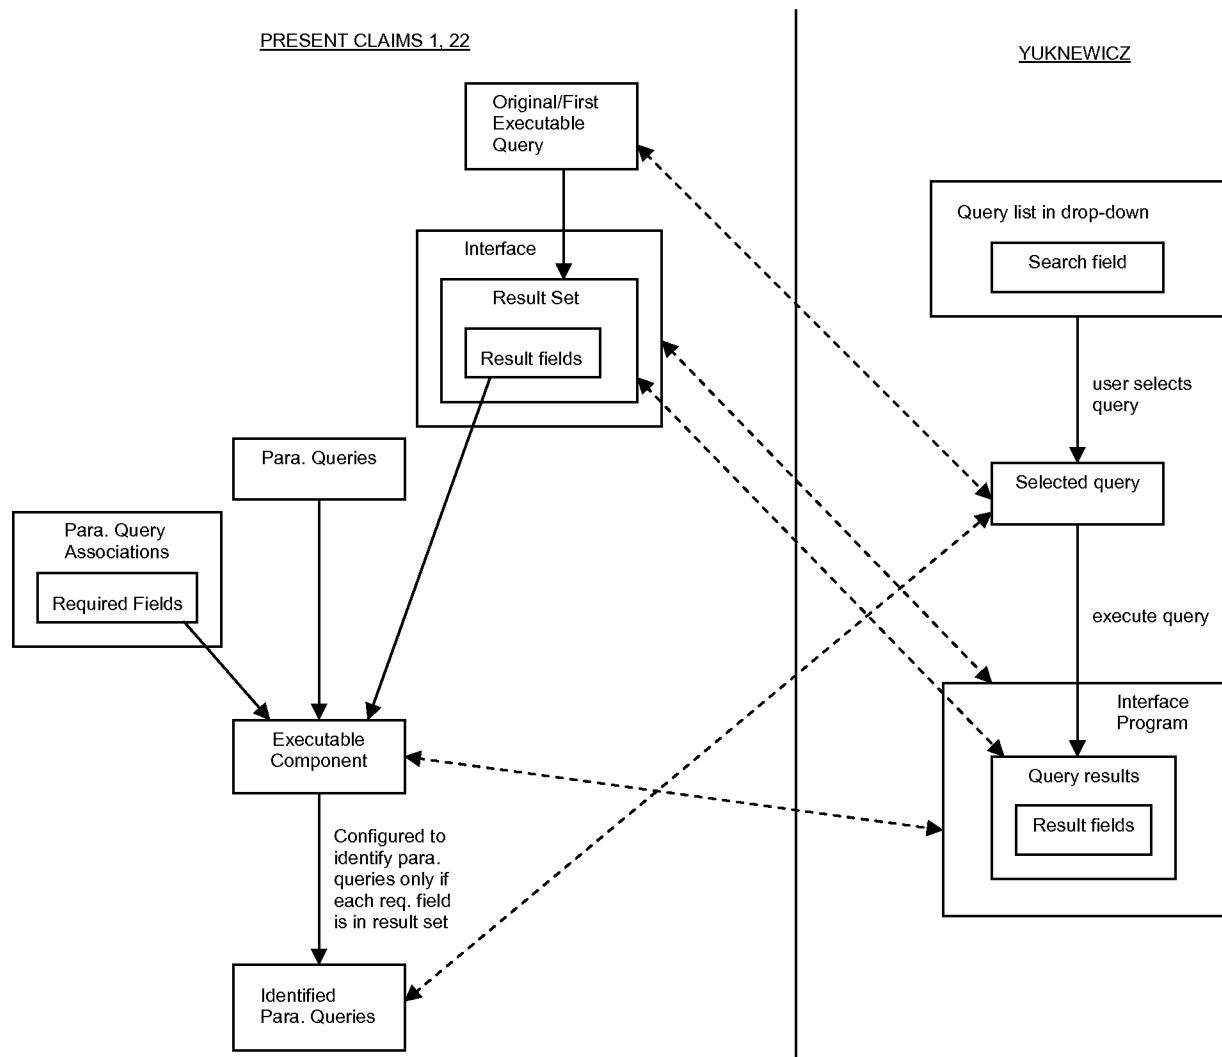 PRESENT CLAIMS 1, 22
Original/First
Executable
Query
Interface
Result Set
Result fields
Para. Queries
Para. Query
Associations
Required Fields
Executable
Component
Configured to
identify para.
queries only if
each req. field
is in result set
Identified
Para. Queries
YUKNEWICZ
Query list in drop-down
Search field
user selects
query
Selected query
execute query
Interface
Program
Query results
Result fields